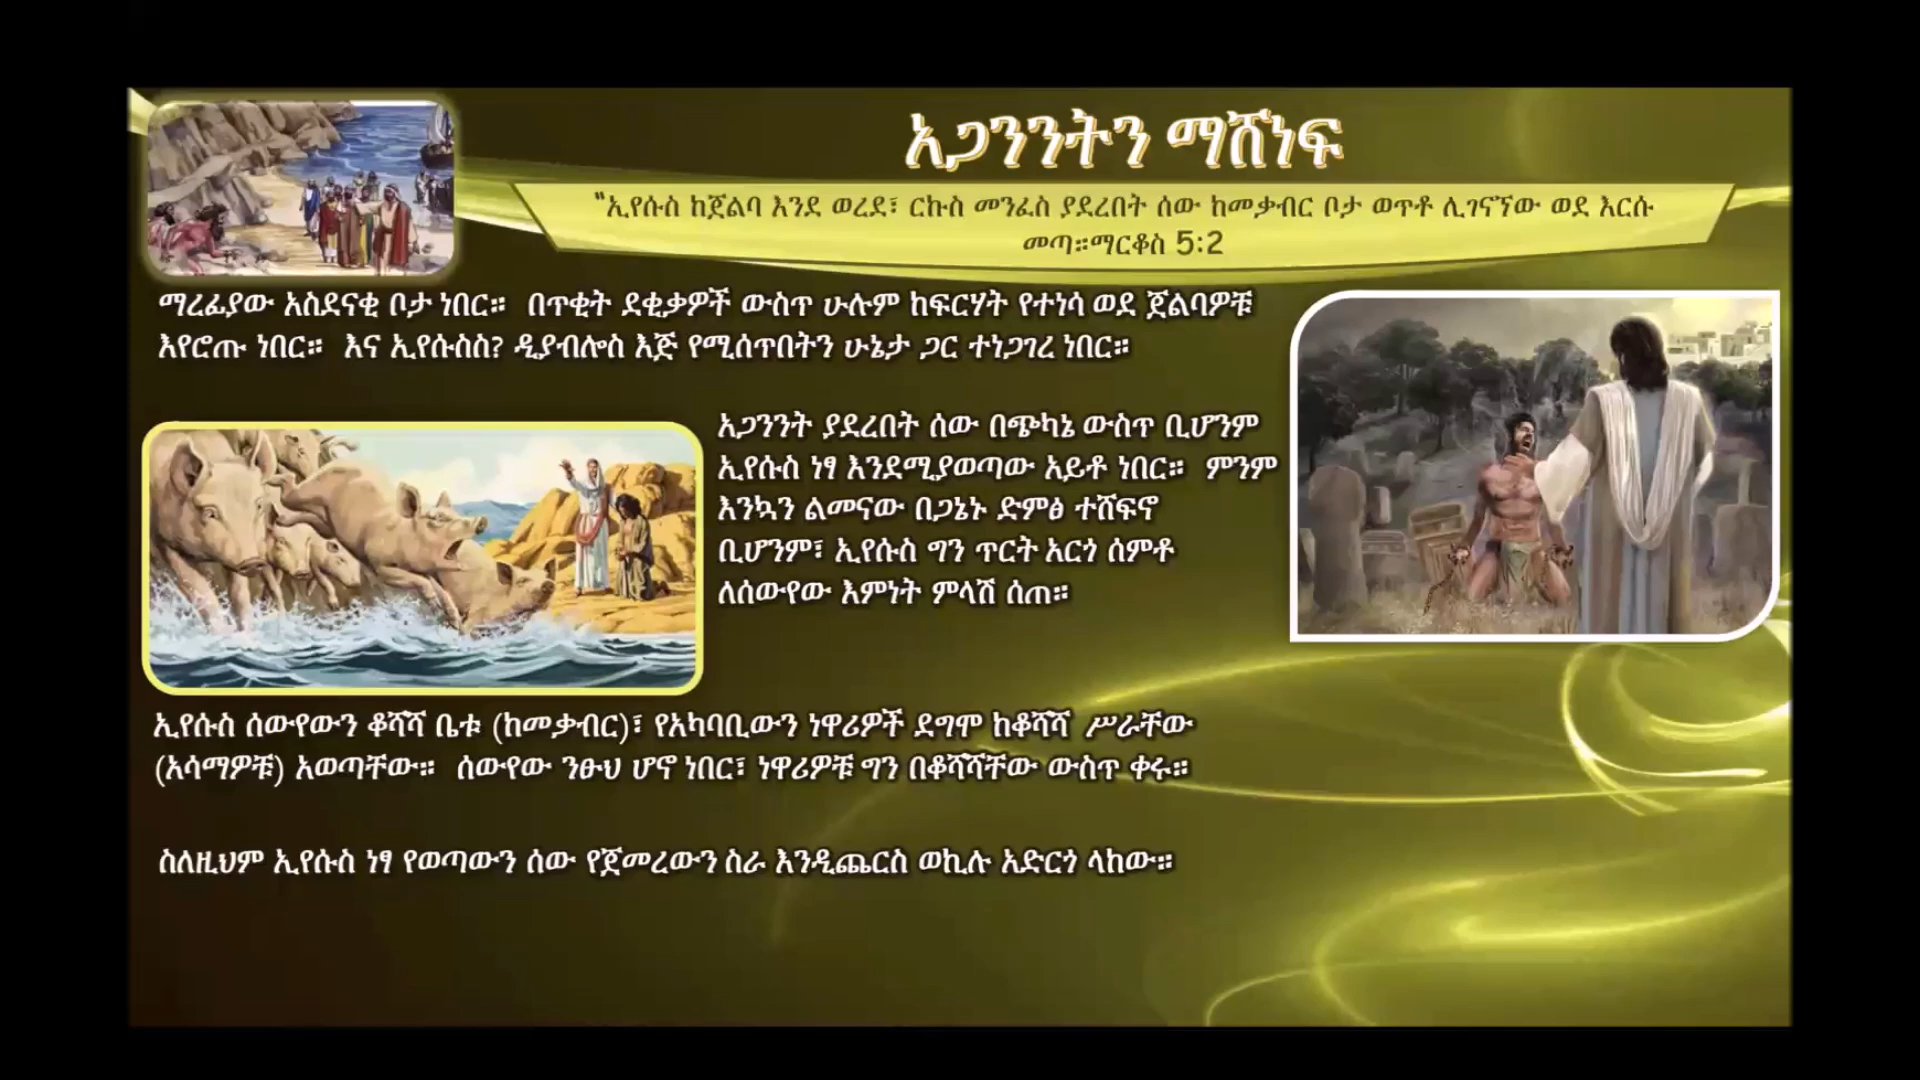 አጋንንትን ማሸነፍ
"ኢየሱስ ከጀልባ እንደ ወረደ፣ ርኩስ መንፈስ ያደረበት ሰው ከመቃብር ቦታ ወጥቶ ሊገናኘው ወደ እርሱ
መጣ።ማርቆስ 5:2
ማረፊያው አስደናቂ ቦታ ነበር። በጥቂት ደቂቃዎች ውስጥ ሁሉም ከፍርሃት የተነሳ ወደ ጀልባዎቹ
እየሮጡ ነበር። እና ኢየሱስስ? ዲያብሎስ እጅ የሚሰጥበትን ሁኔታ ጋር ተነጋገረ ነበር።
አጋንንት ያደረበት ሰው በጭካኔ ውስጥ ቢሆንም
ኢየሱስ ነፃ እንደሚያወጣው አይቶ ነበር። ምንም
እንኳን ልመናው በጋኔኑ ድምፅ ተሸፍኖ
ቢሆንም፣ ኢየሱስ ግን ጥርት አርጎ ሰምቶ
ለሰውየው እምነት ምላሽ ሰጠ።
ኢየሱስ ሰውየውን ቆሻሻ ቤቱ (ከመቃብር)፣ የአካባቢውን ነዋሪዎች ደግሞ ከቆሻሻ ሥራቸው
(አሳማዎቹ) አወጣቸው። ሰውየው ንፁህ ሆኖ ነበር፣ ነዋሪዎቹ ግን በቆሻሻቸው ውስጥ ቀሩ።
ስለዚህም ኢየሱስ ነፃ የወጣውን ሰው የጀመረውን ስራ እንዲጨርስ ወኪሉ አድርጎ ላከው።